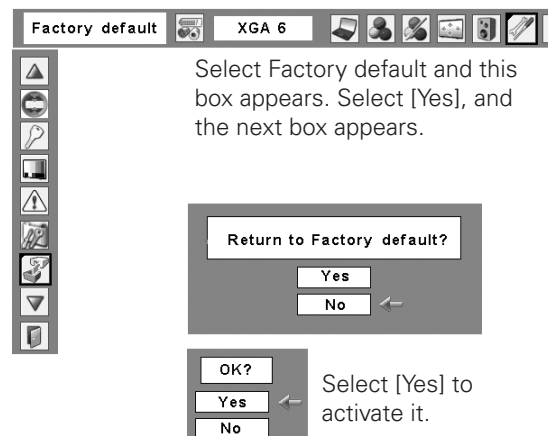 Factory default XGA 6
Select Factory default and this
box appears. Select [Yes], and
the next box appears.
Return to Factory default?
Yes
No
OK?
Yes
No
Select [Yes] to
activate it.